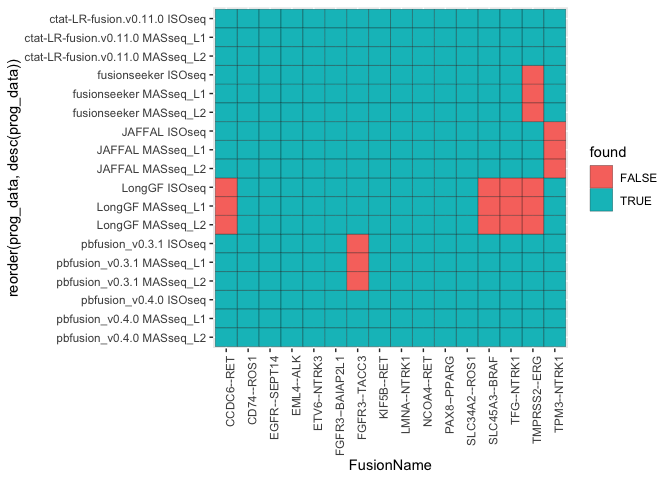 reorder(prog_data, desc(prog_data))
ctat-LR-fusion.v0.11.0 ISOseq
ctat-LR-fusion.v0.11.0 MASseq_L1
ctat-LR-fusion.v0.11.0 MASseq_L2
fusionseeker ISOseq
fusionseeker MASseq_L1
fusionseeker MASseq_L2
JAFFAL ISOseq
JAFFAL MASseq_L1
JAFFAL MASseq_L2
LongGF ISOseq
LongGF MASseq_L1
LongGF MASseq_L2
pbfusion_v0.3.1 ISOseq
pbfusion_v0.3.1 MASseq_L1
pbfusion_v0.3.1 MASseq_L2
pbfusion_v0.4.0 ISOseq
pbfusion_v0.4.0 MASseq_L1
pbfusion_v0.4.0 MASseq_L2
CCDC6--RET
CD74--ROS1
EGFR--SEPT14
EML4--ALK
ETV6--NTRK3
FGFR3--BAIAP2L1
FGFR3--TACC3
KIF5B--RET
LMNA--NTRK1
NCOA4--RET
PAX8--PPARG
SLC34A2--ROS1
SLC45A3--BRAF
TFG--NTRK1
TMPRSS2--ERG
TPM3--NTRK1
FusionName
found
FALSE
TRUE